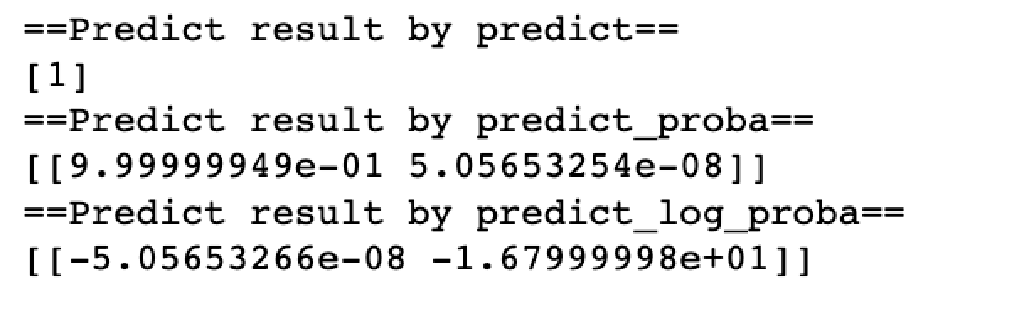 ==Predict result by predict==
[1]
==Predict result by predict_proba==
[[9.99999949e-01 5.05653254e-08]]
==Predict result by predict_log_proba==
[[-5.05653266e-08 -1.67999998e+01]]